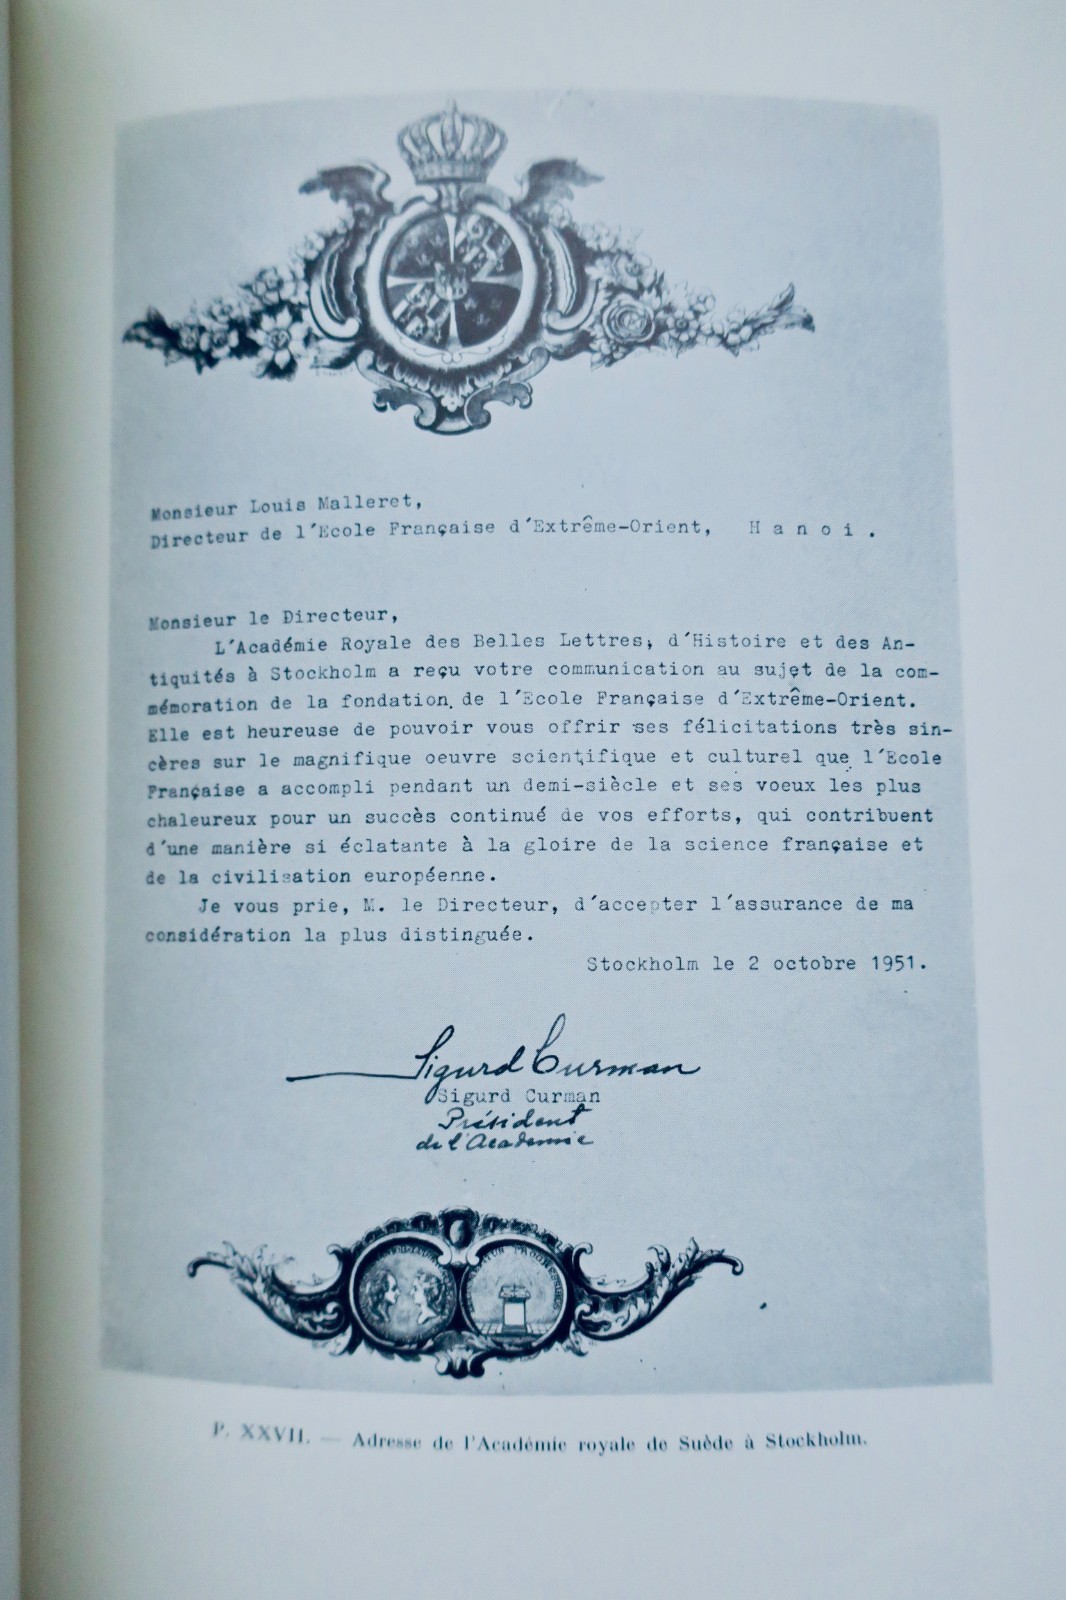 Monsieur Louis Malleret,
Directeur de l'Ecole Française d'Extrême-Orient, Hanoi.
Monsieur le Directeur,
L'Académie Royale des Belles Lettres, d'Histoire et des An-
tiquités à Stockholm a reçu votre communication au sujet de la com-
mémoration de la fondation de l'Ecole Française d'Extrême-Orient.
Elle est heureuse de pouvoir vous offrir ses félicitations très sin-
cères sur le magnifique oeuvre scientifique et culturel que l'Ecole
Française a accompli pendant un demi-siècle et ses voeux les plus
chaleureux pour un succès continué de vos efforts, qui contribuent
d'une manière si éclatante à la gloire de la science française et
de la civilisation européenne.
Je vous prie, M. le Directeur, d'accepter l'assurance de ma
considération la plus distinguée.
Stockholm le 2 octobre 1951.
Sigurd Curman
Sigurd Curman
Président
de l'Academie
P. XXVII. — Adresse de l'Académie royale de Suède à Stockholm.